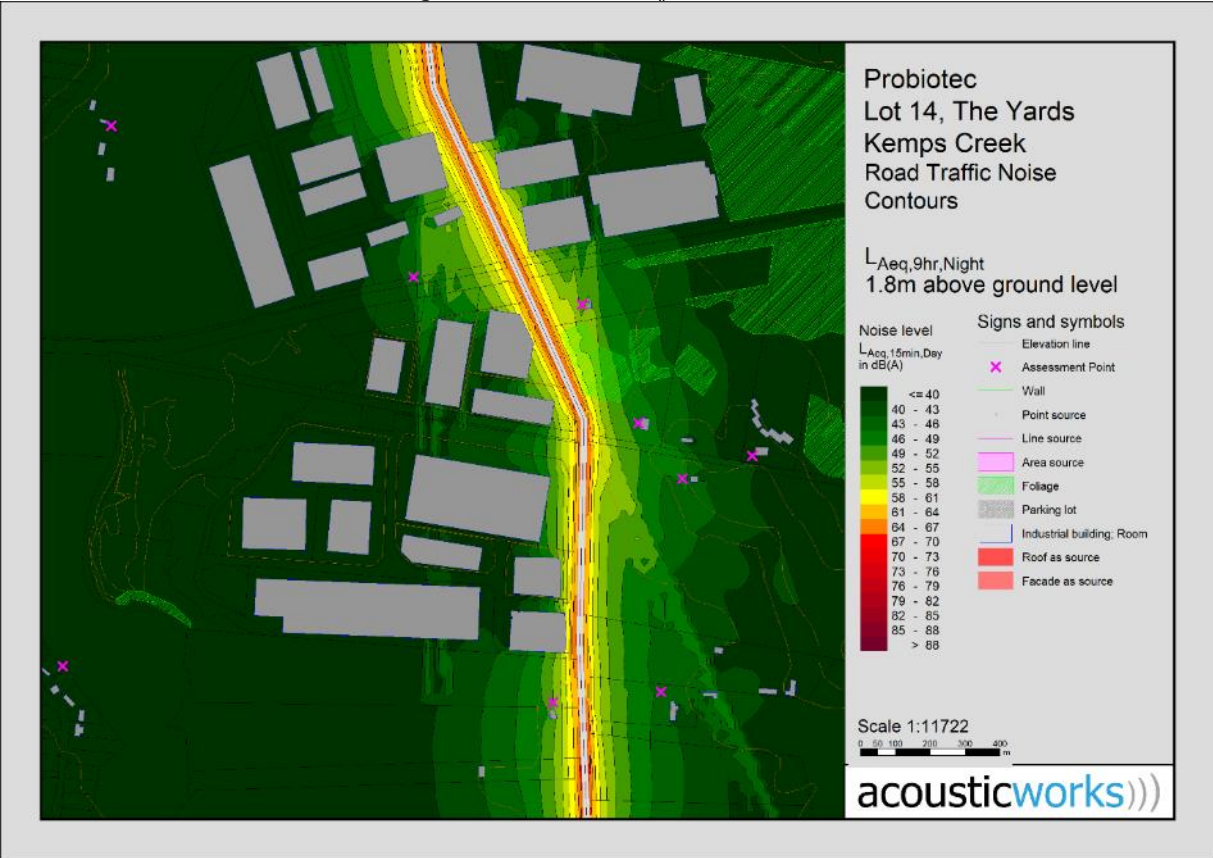 Probiotec
Lot 14, The Yards
Kemps Creek
Road Traffic Noise
Contours
LAeq,9hr,Night
1.8m above ground level
Noise level
LAeq,15min,Day
in dB(A)
<= 40
40 - 43
43 - 46
46 - 49
49 - 52
52 - 55
55 - 58
58 - 61
61 - 64
64 - 67
67 - 70
70 - 73
73 - 76
76 - 79
79 - 82
82 - 85
85 - 88
> 88
Signs and symbols
Elevation line
Assessment Point
Wall
Point source
Line source
Area source
Foliage
Parking lot
Industrial building; Room
Roof as source
Facade as source
Scale 1:11722
0 50 100 200 300 400
m
acousticworks)))